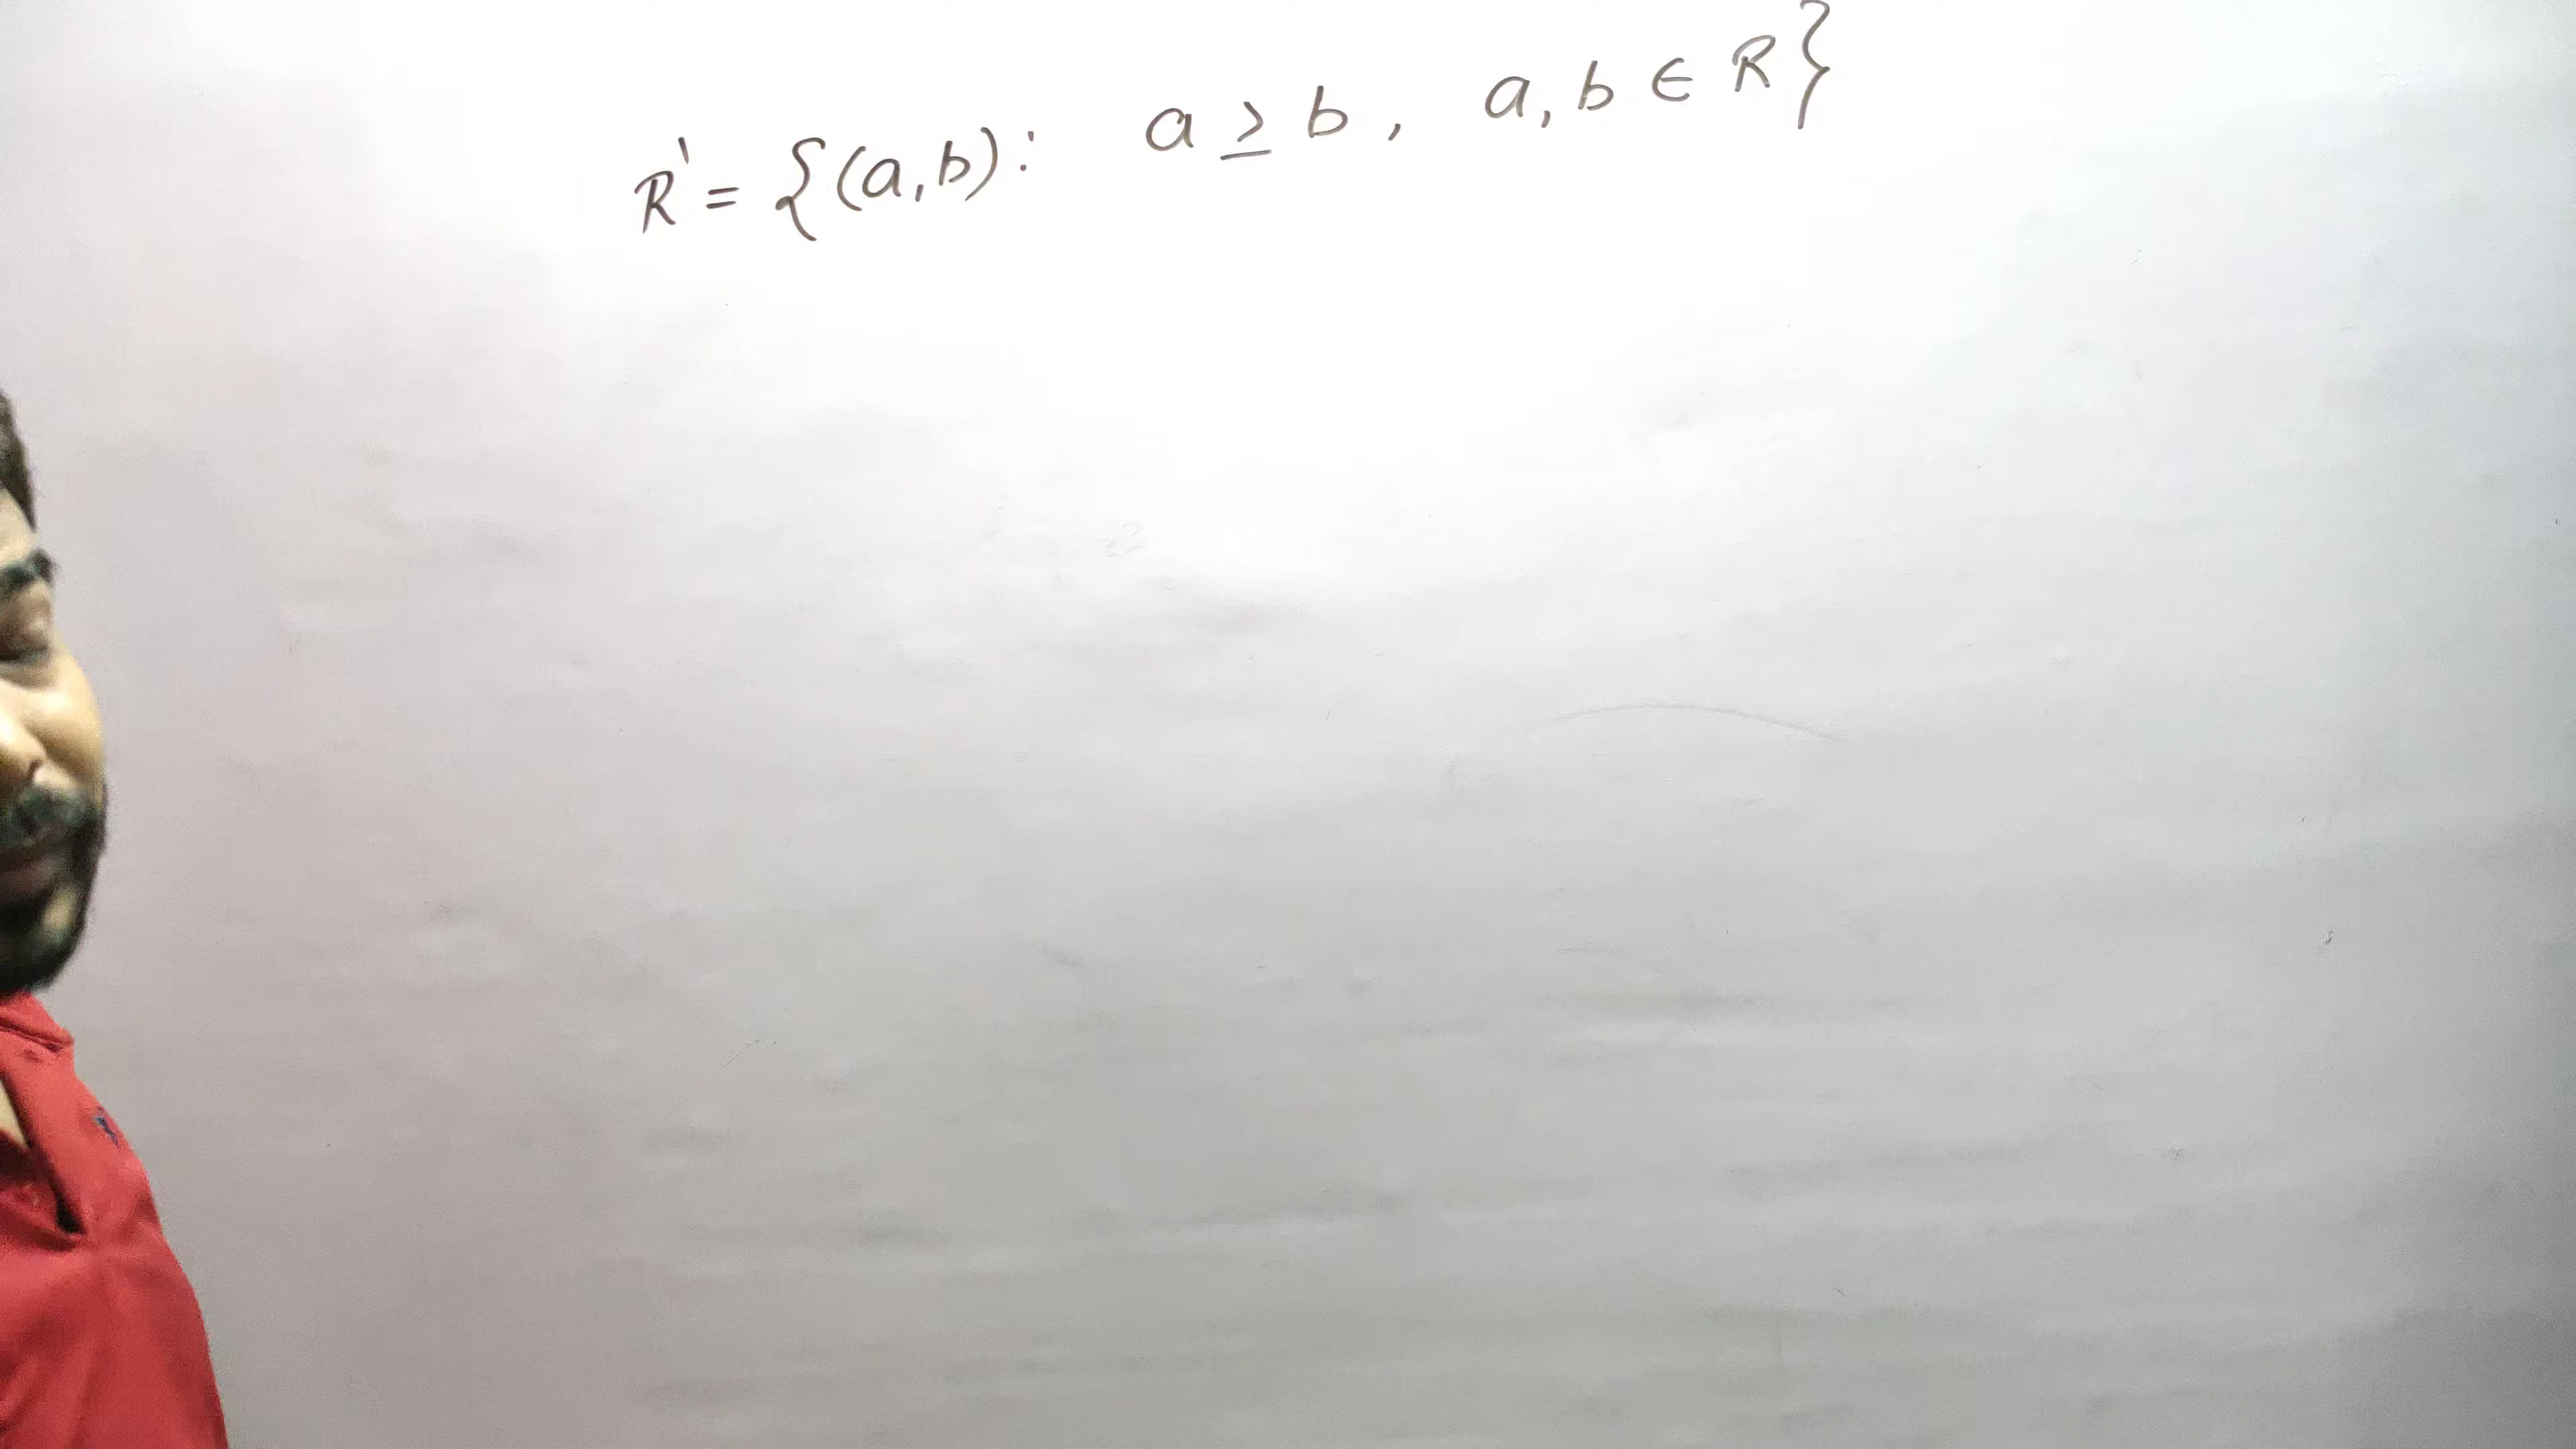 R' = {(a,b): a ≥ b, a, b ∈ R}